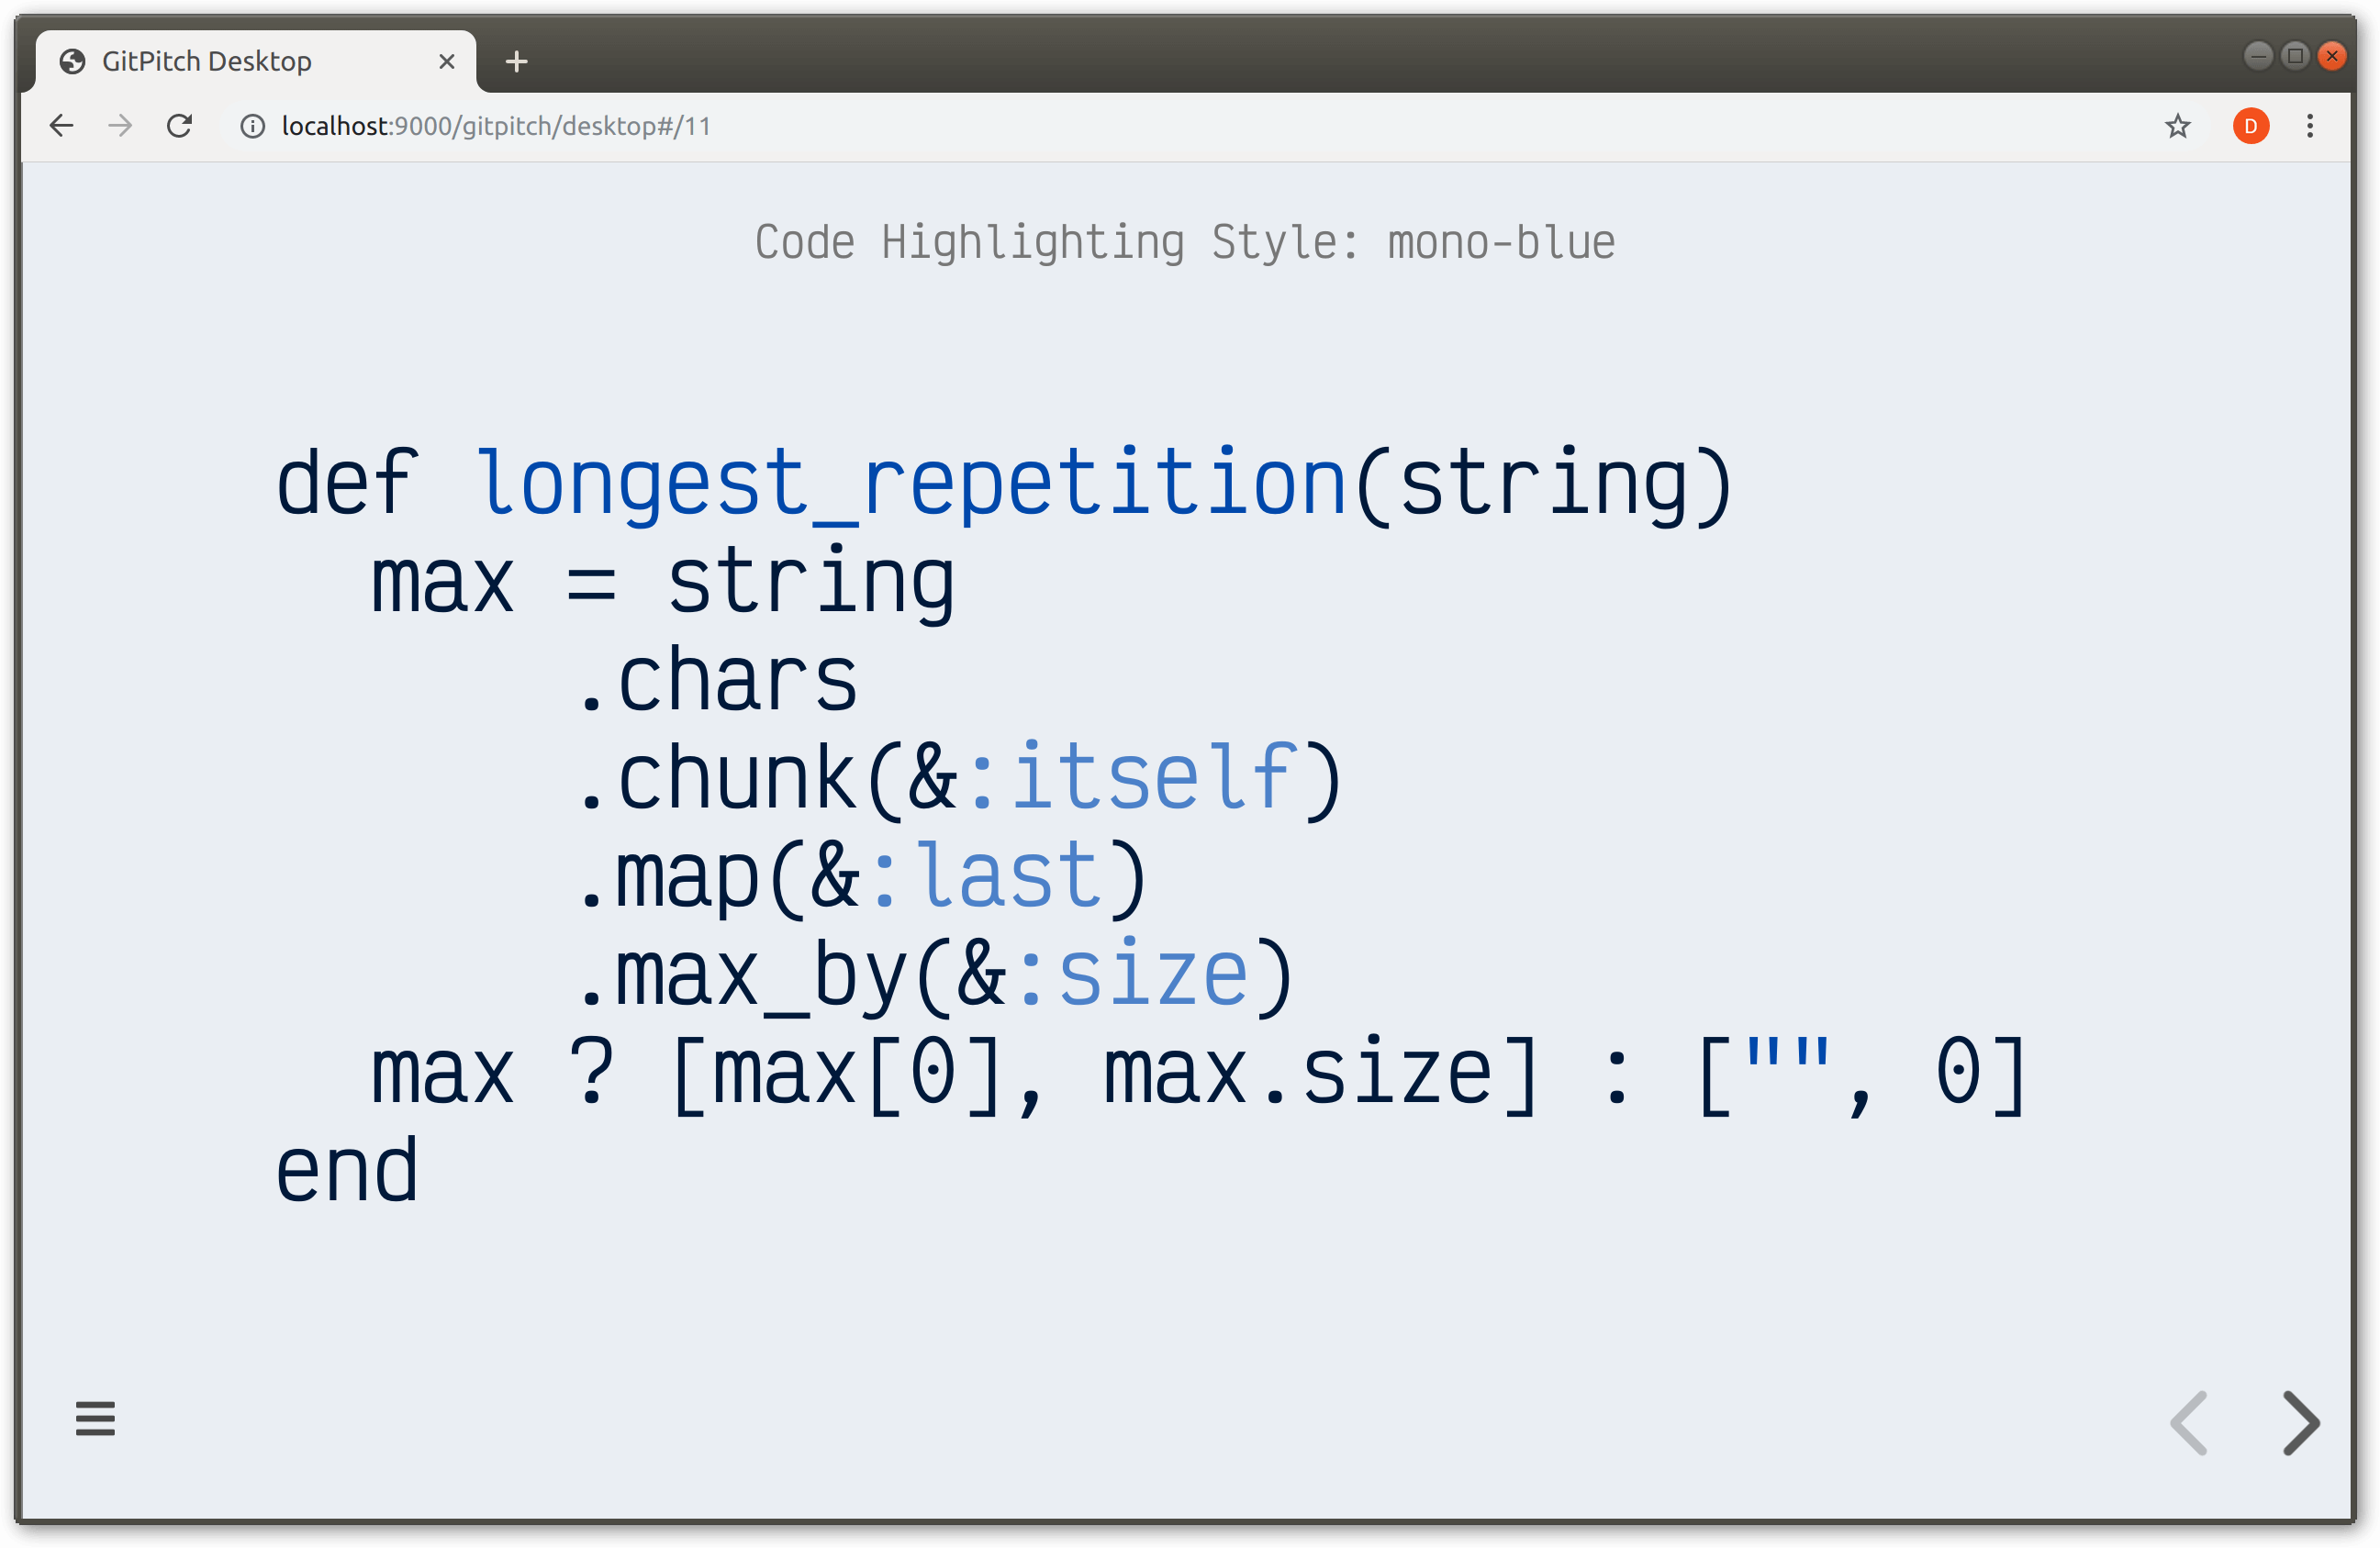 GitPitch Desktop
localhost:9000/gitpitch/desktop#/11
D
Code Highlighting Style: mono-blue
def longest_repetition(string)
  max = string
      .chars
      .chunk(&:itself)
      .map(&:last)
      .max_by(&:size)
  max ? [max[0], max.size] : ["", 0]
end